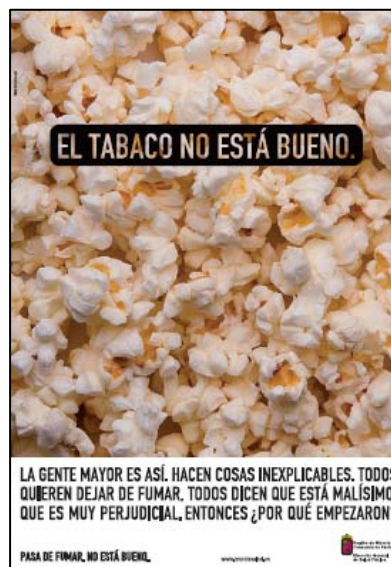 EL TABACO NO ESTÁ BUENO.
LA GENTE MAYOR ES ASÍ. HACEN COSAS INEXPLICABLES. TODOS
QUIEREN DEJAR DE FUMAR, TODOS DICEN QUE ESTÁ MALÍSIMO
QUE ES MUY PERJUDICIAL, ENTONCES ¿POR QUÉ EMPEZARON
PASA DE FUMAR, NO ESTÁ BUENO.